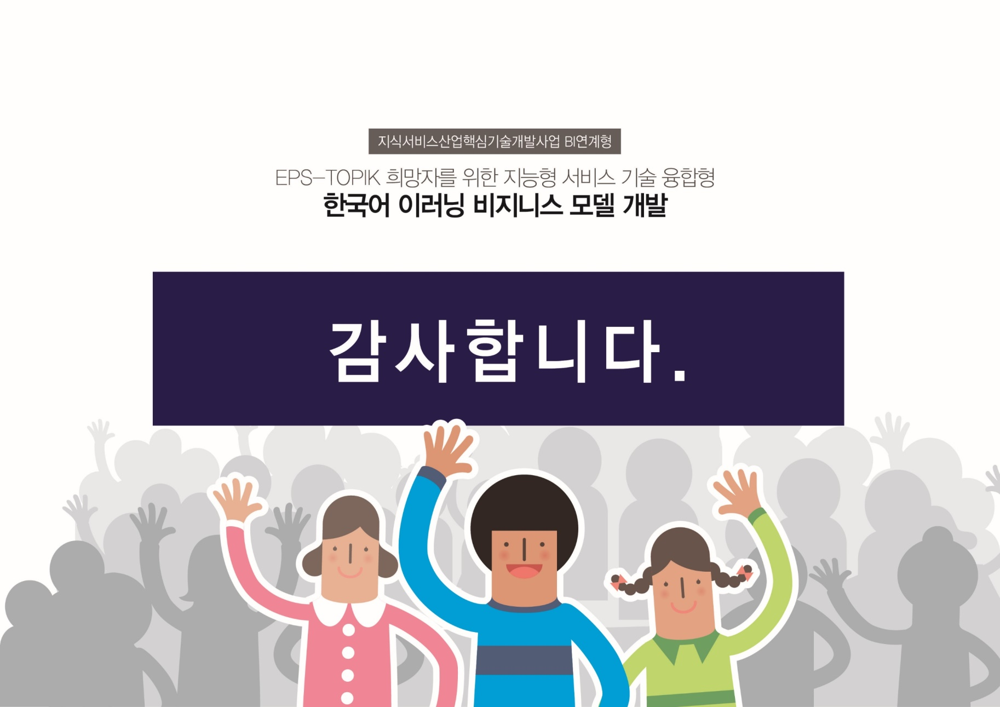 지식서비스산업핵심기술개발사업 BI연계형
EPS-TOPIK 희망자를 위한 지능형 서비스 기술 융합형
한국어 이러닝 비지니스 모델 개발
감사합니다.